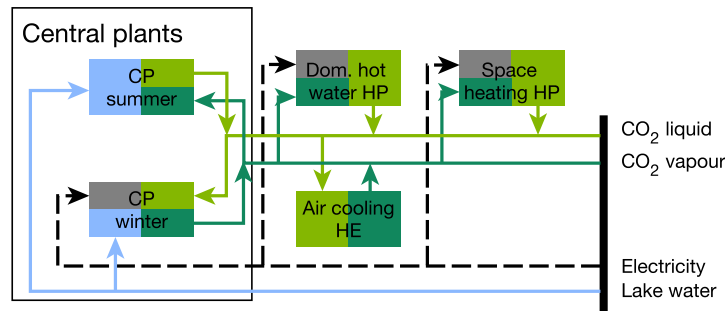 Central plants
CP
summer
Dom. hot
water HP
Space
heating HP
CO₂ liquid
CO₂ vapour
CP
winter
Air cooling
HE
Electricity
Lake water